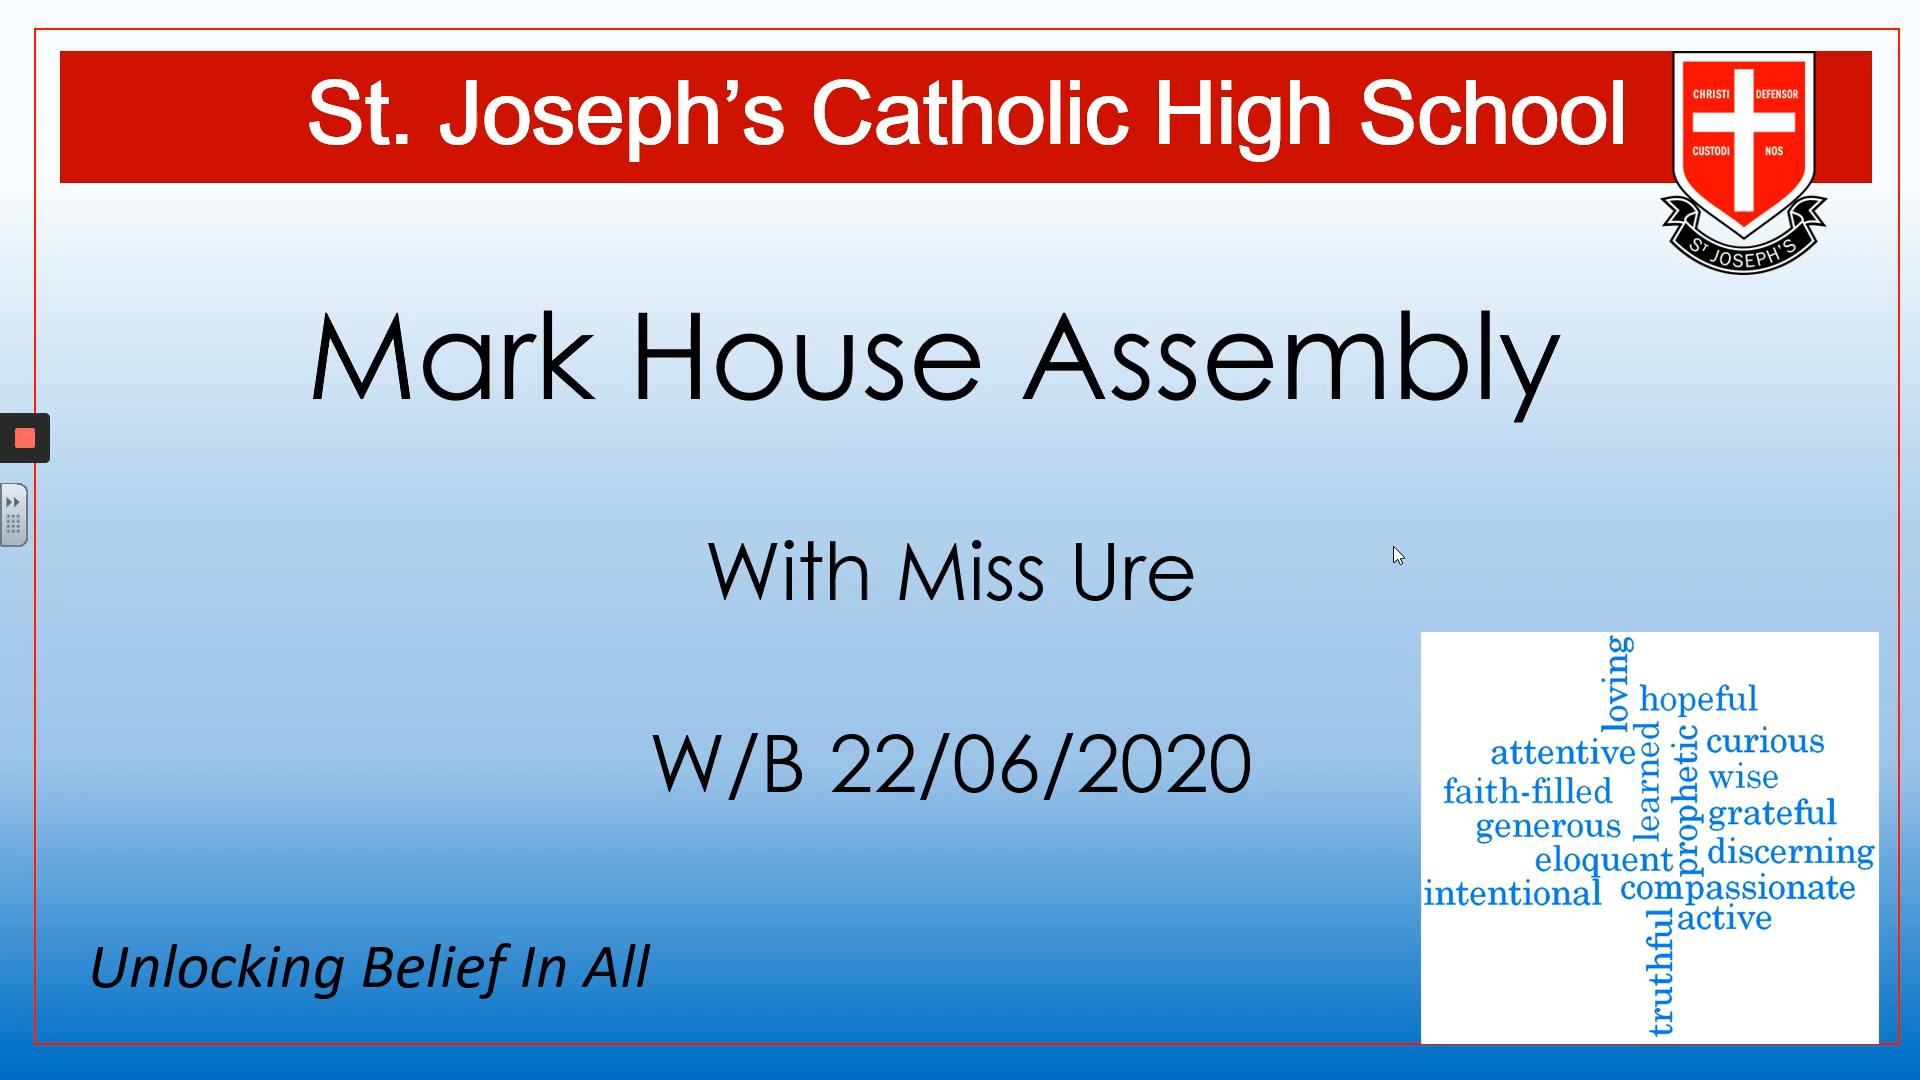 St. Joseph’s Catholic High School
CHRISTI DEFENSOR
CUSTODI NOS
ST JOSEPH'S
Mark House Assembly
With Miss Ure
W/B 22/06/2020
loving
hopeful
attentive
learned
prophetic
curious
faith-filled
wise
generous
grateful
eloquent
discerning
intentional
compassionate
active
truthful
Unlocking Belief In All